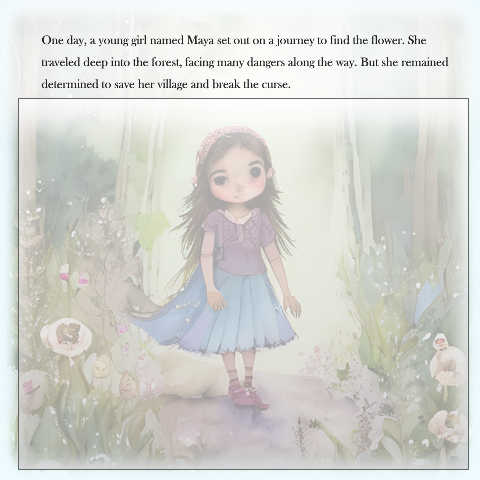 One day, a young girl named Maya set out on a journey to find the flower. She
traveled deep into the forest, facing many dangers along the way. But she remained
determined to save her village and break the curse.